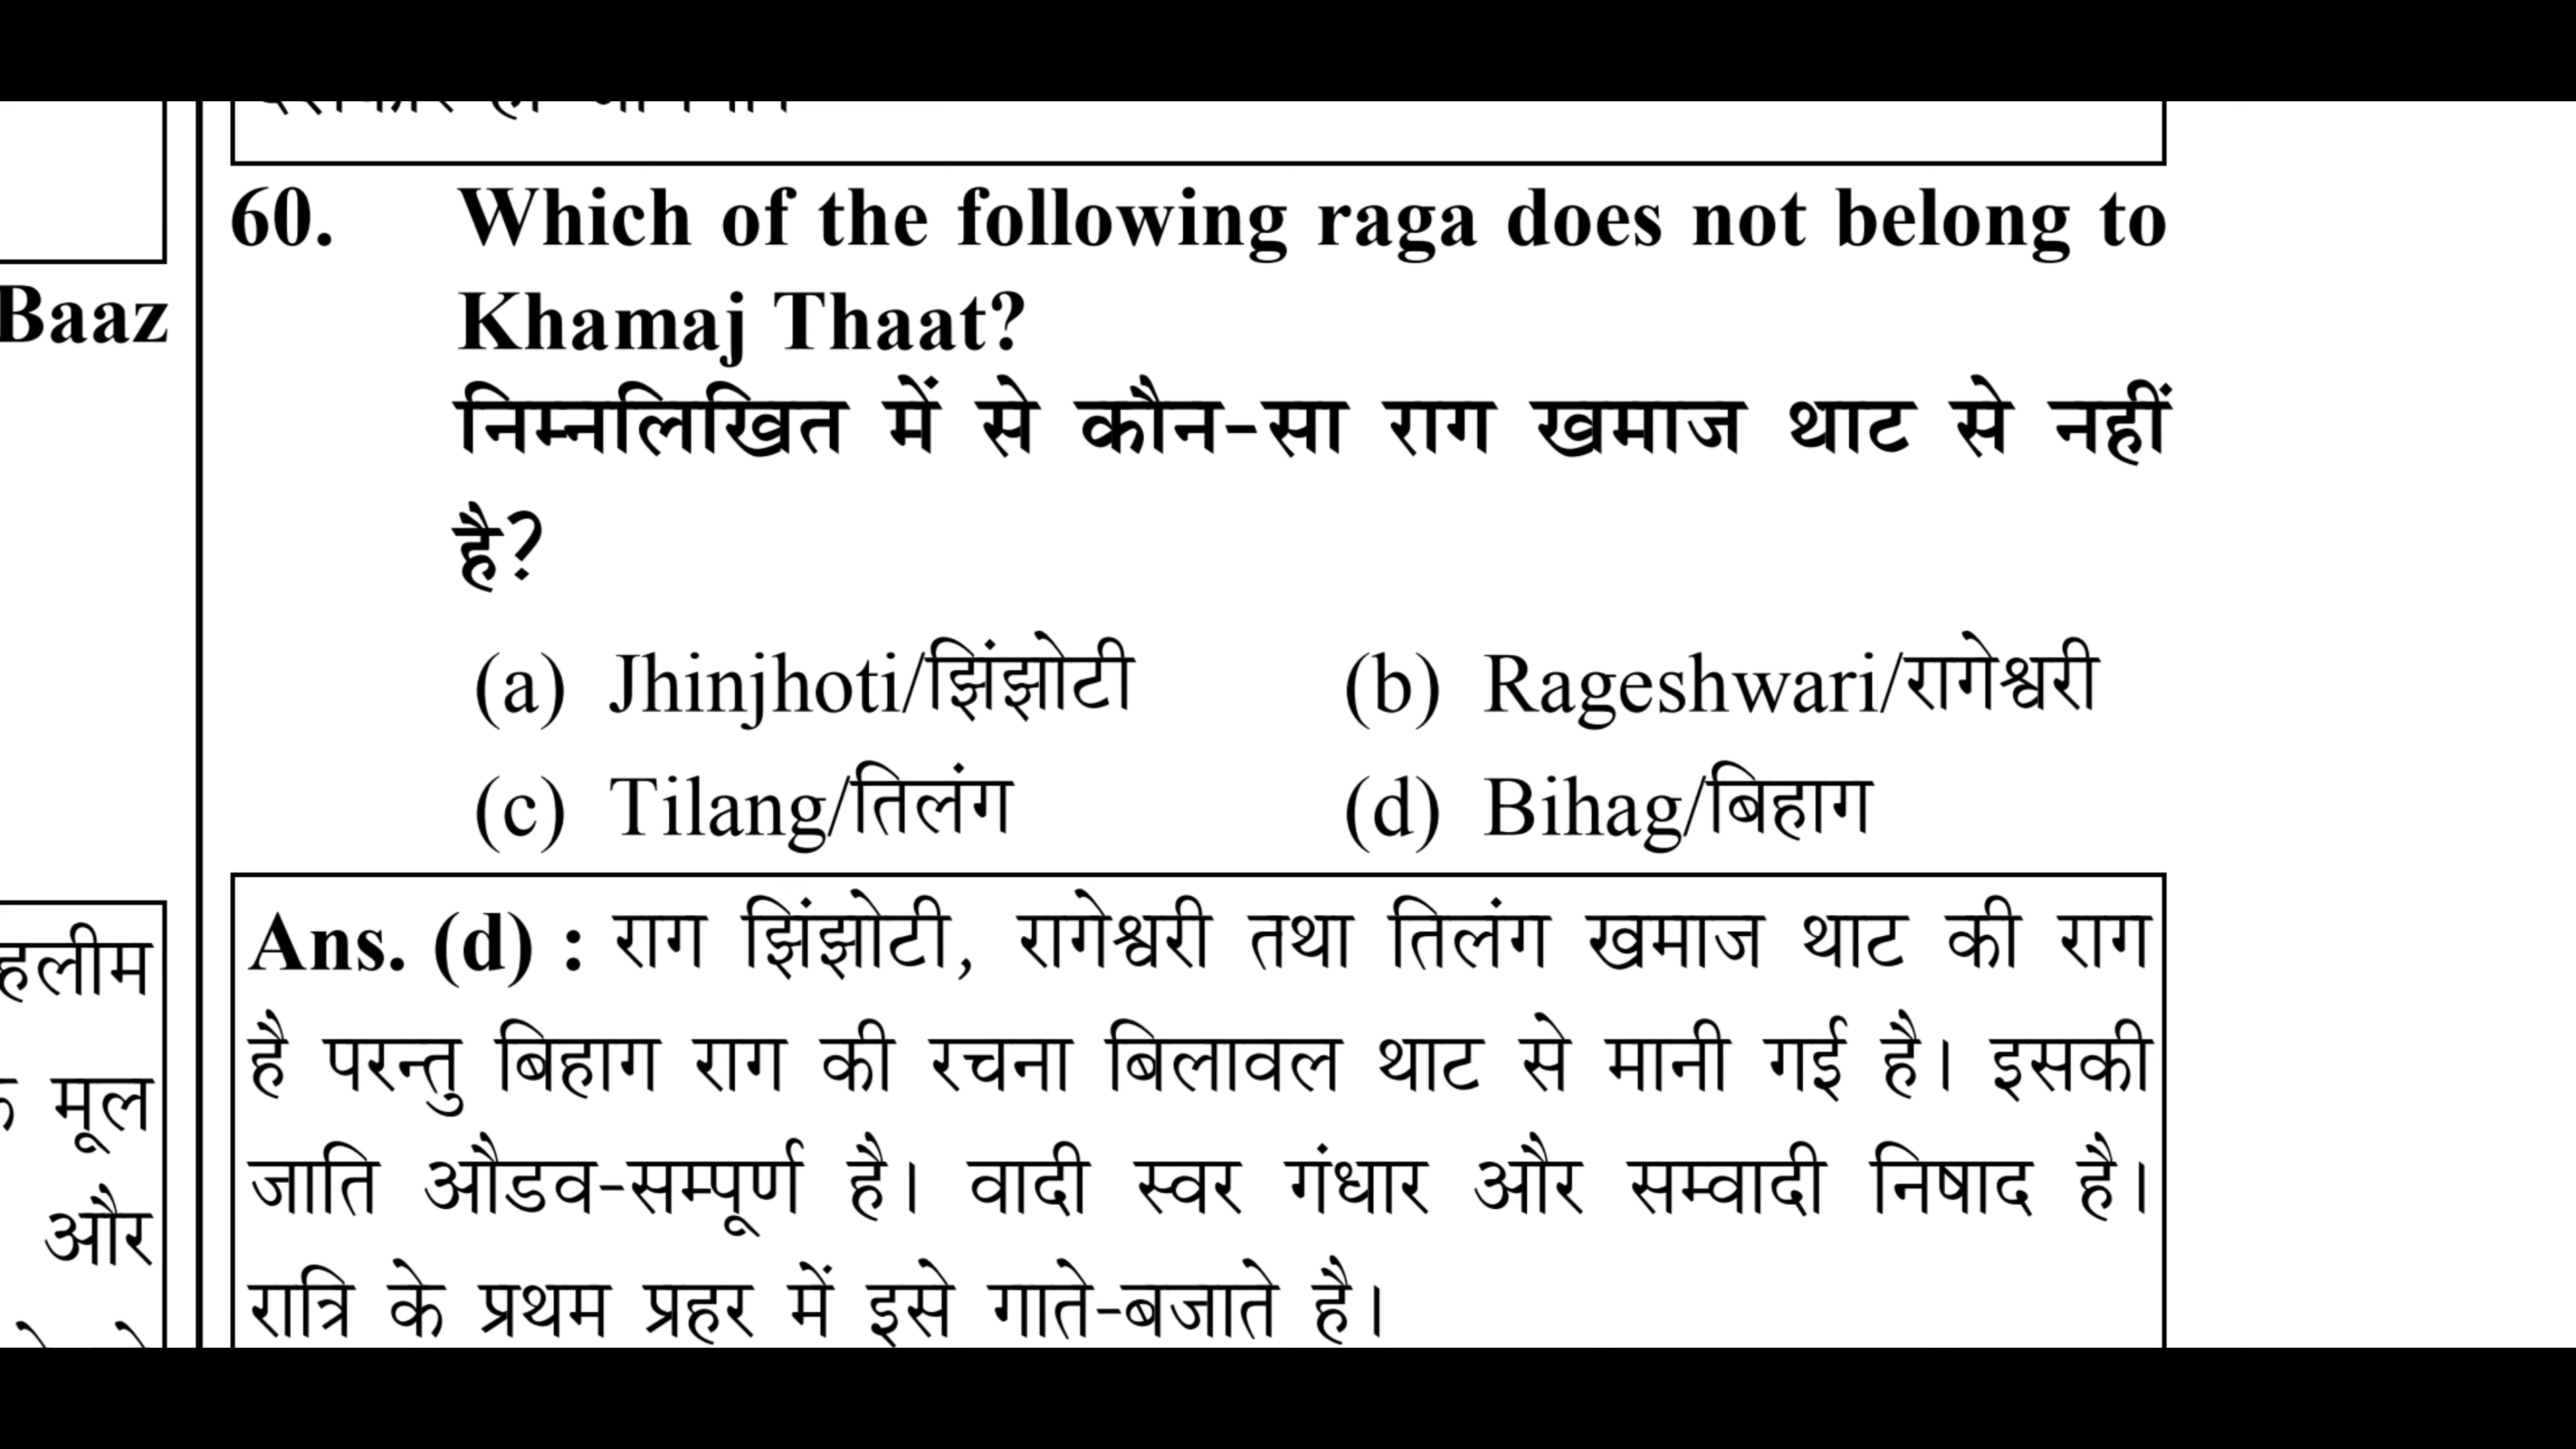 Baaz
हलीम
मूल
और
60. Which of the following raga does not belong to
Khamaj Thaat?
निम्नलिखित में से कौन-सा राग खमाज थाट से नहीं
है?
(a) Jhinjhoti/झिंझोटी (b) Rageshwari/रागेश्वरी
(c) Tilang/तिलंग (d) Bihag/बिहाग
Ans. (d) : राग झिंझोटी, रागेश्वरी तथा तिलंग खमाज थाट की राग
है परन्तु बिहाग राग की रचना बिलावल थाट से मानी गई है। इसकी
जाति औडव-सम्पूर्ण है। वादी स्वर गंधार और सम्वादी निषाद है।
रात्रि के प्रथम प्रहर में इसे गाते-बजाते है।